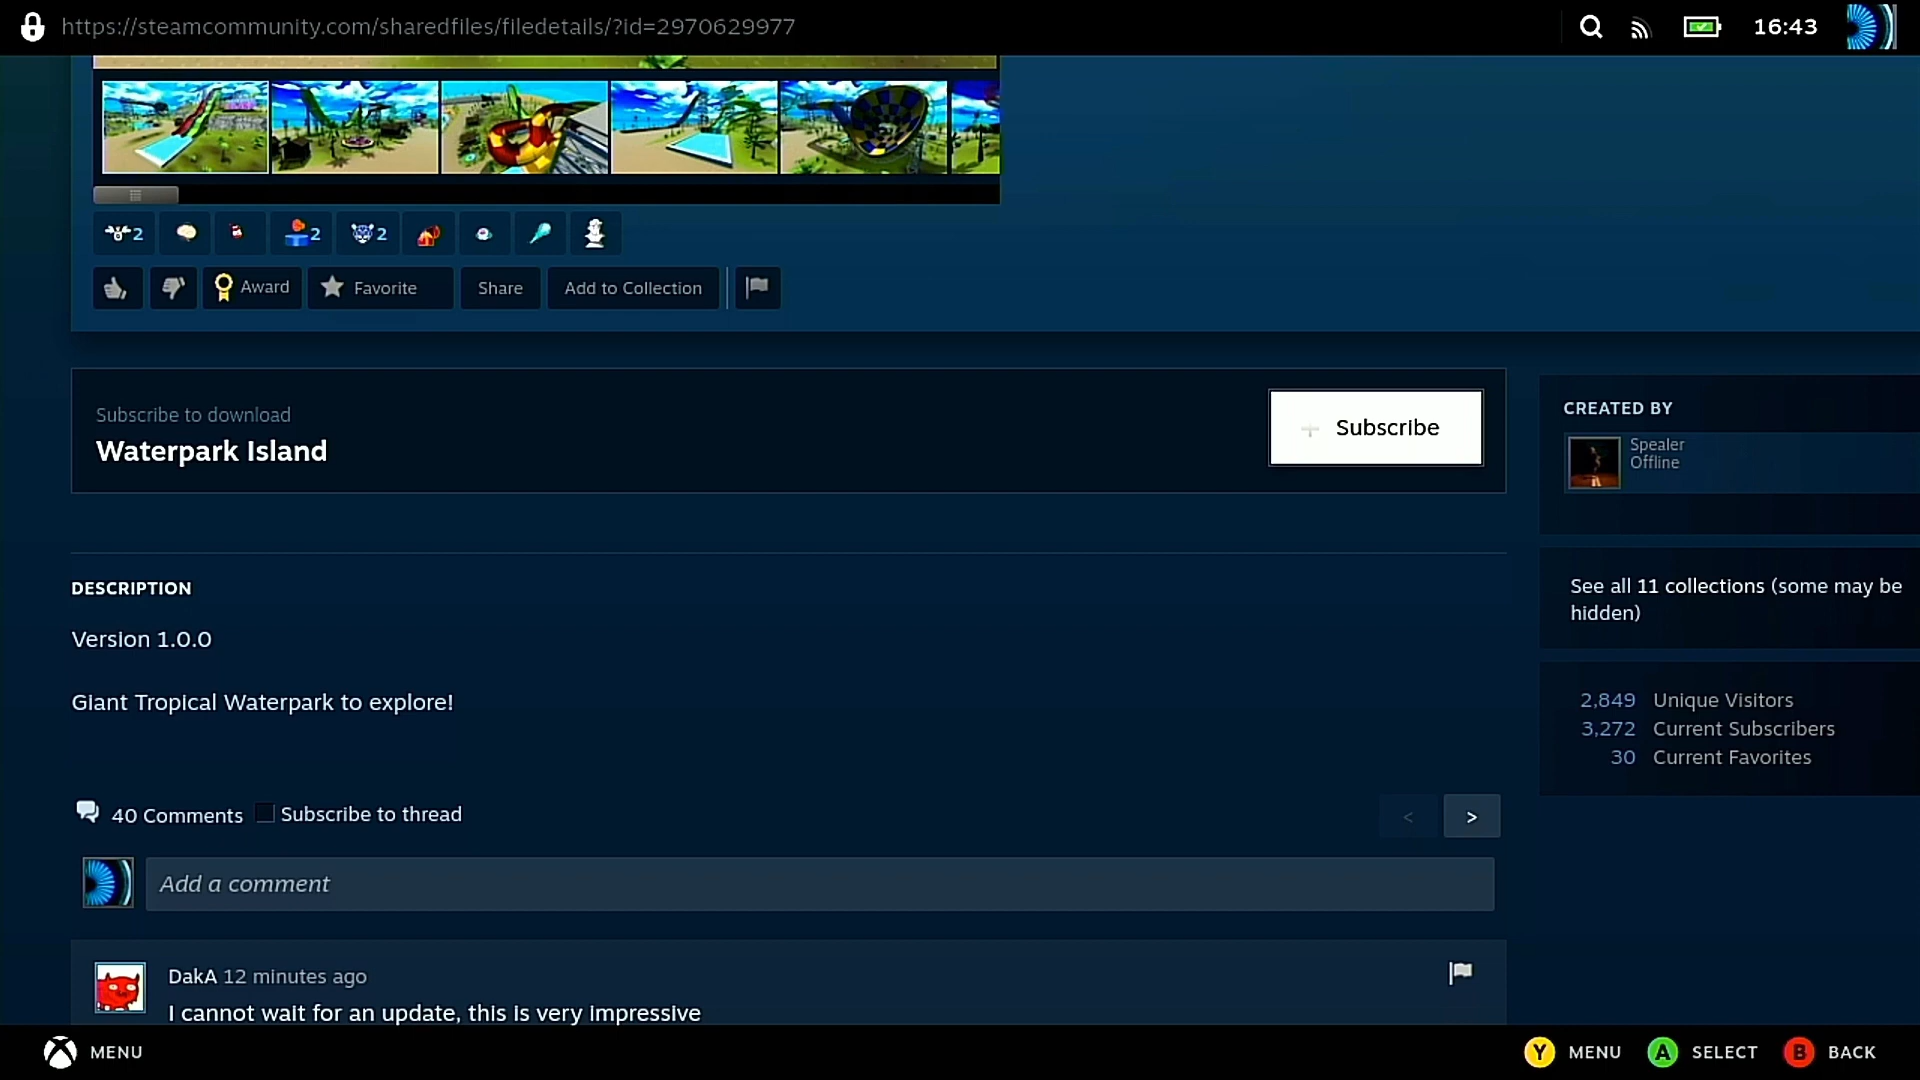 https://steamcommunity.com/sharedfiles/filedetails/?id=2970629977
16:43
2
2
2
Award
Favorite
Share
Add to Collection
Subscribe to download
Waterpark Island
Subscribe
CREATED BY
Spealer
Offline
See all 11 collections (some may be
hidden)
2,849 Unique Visitors
3,272 Current Subscribers
30 Current Favorites
DESCRIPTION
Version 1.0.0
Giant Tropical Waterpark to explore!
40 Comments Subscribe to thread
< >
Add a comment
DakA 12 minutes ago
I cannot wait for an update, this is very impressive
MENU
Y MENU A SELECT B BACK